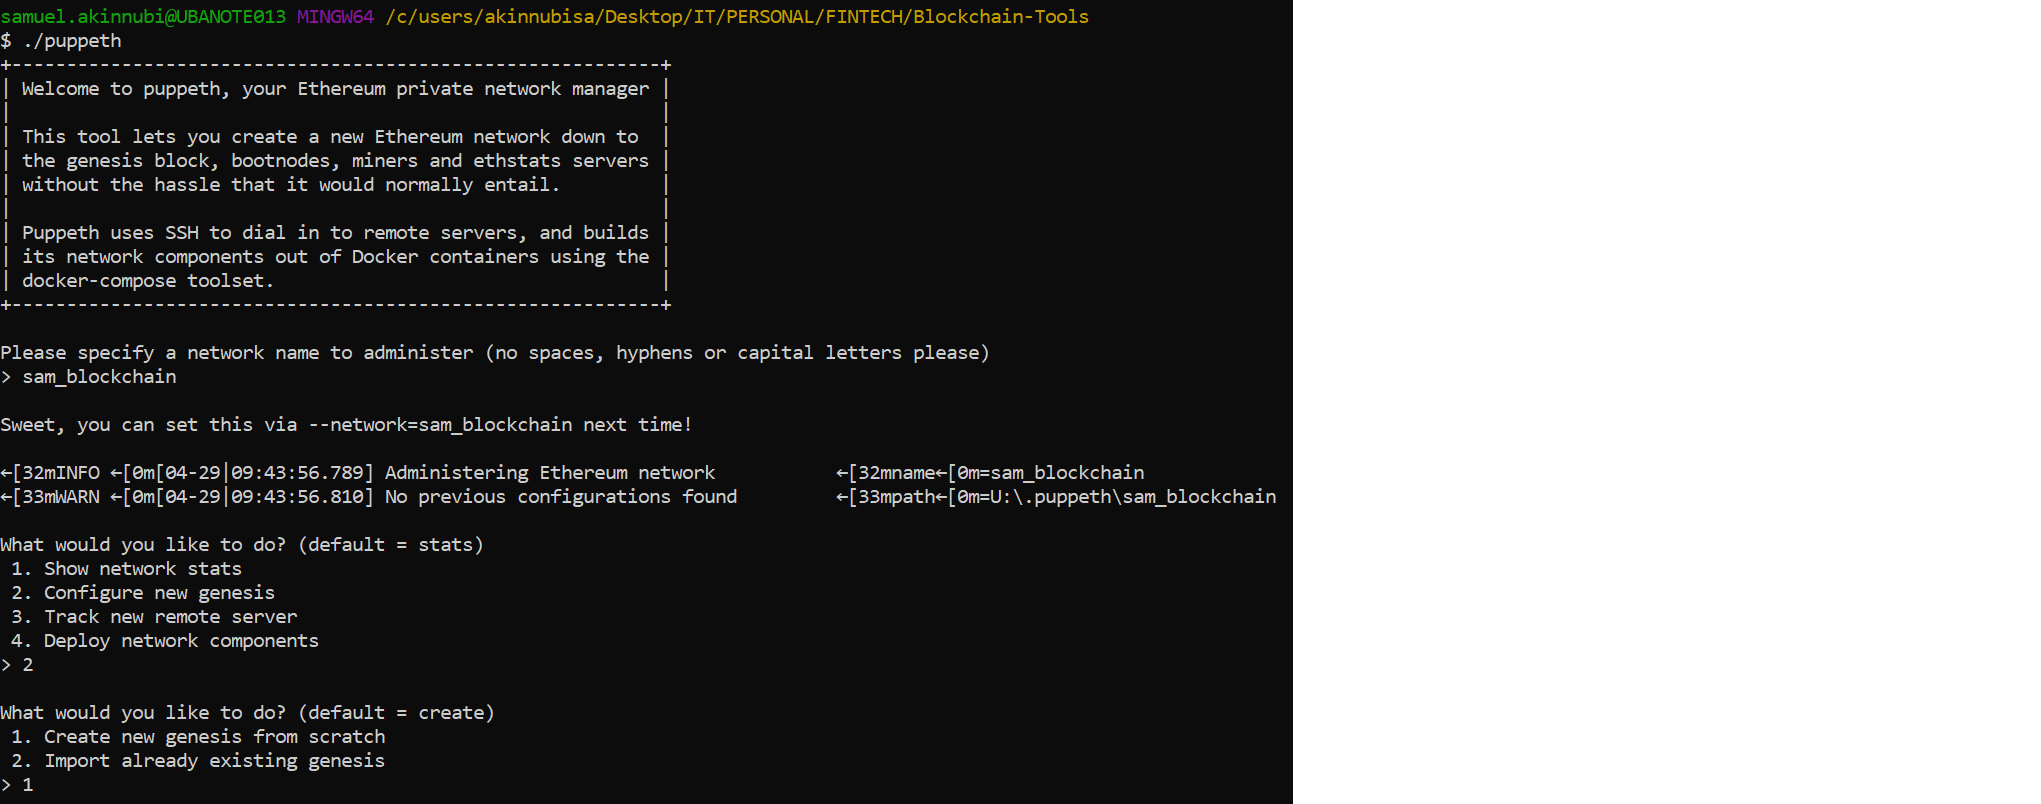 samuel.akinnubi@UBANOTE013 MINGW64 /c/users/akinnubisa/Desktop/IT/PERSONAL/FINTECH/Blockchain-Tools
$ ./puppeth
+-----------------------------------------------------------+
| Welcome to puppeth, your Ethereum private network manager |
|                                                           |
| This tool lets you create a new Ethereum network down to  |
| the genesis block, bootnodes, miners and ethstats servers |
| without the hassle that it would normally entail.         |
|                                                           |
| Puppeth uses SSH to dial in to remote servers, and builds |
| its network components out of Docker containers using the |
| docker-compose toolset.                                   |
+-----------------------------------------------------------+
Please specify a network name to administer (no spaces, hyphens or capital letters please)
> sam_blockchain
Sweet, you can set this via --network=sam_blockchain next time!
←[32mINFO ←[0m[04-29|09:43:56.789] Administering Ethereum network           ←[32mname←[0m=sam_blockchain
←[33mWARN ←[0m[04-29|09:43:56.810] No previous configurations found         ←[33mpath←[0m=U:\.puppeth\sam_blockchain
What would you like to do? (default = stats)
 1. Show network stats
 2. Configure new genesis
 3. Track new remote server
 4. Deploy network components
> 2
What would you like to do? (default = create)
 1. Create new genesis from scratch
 2. Import already existing genesis
> 1